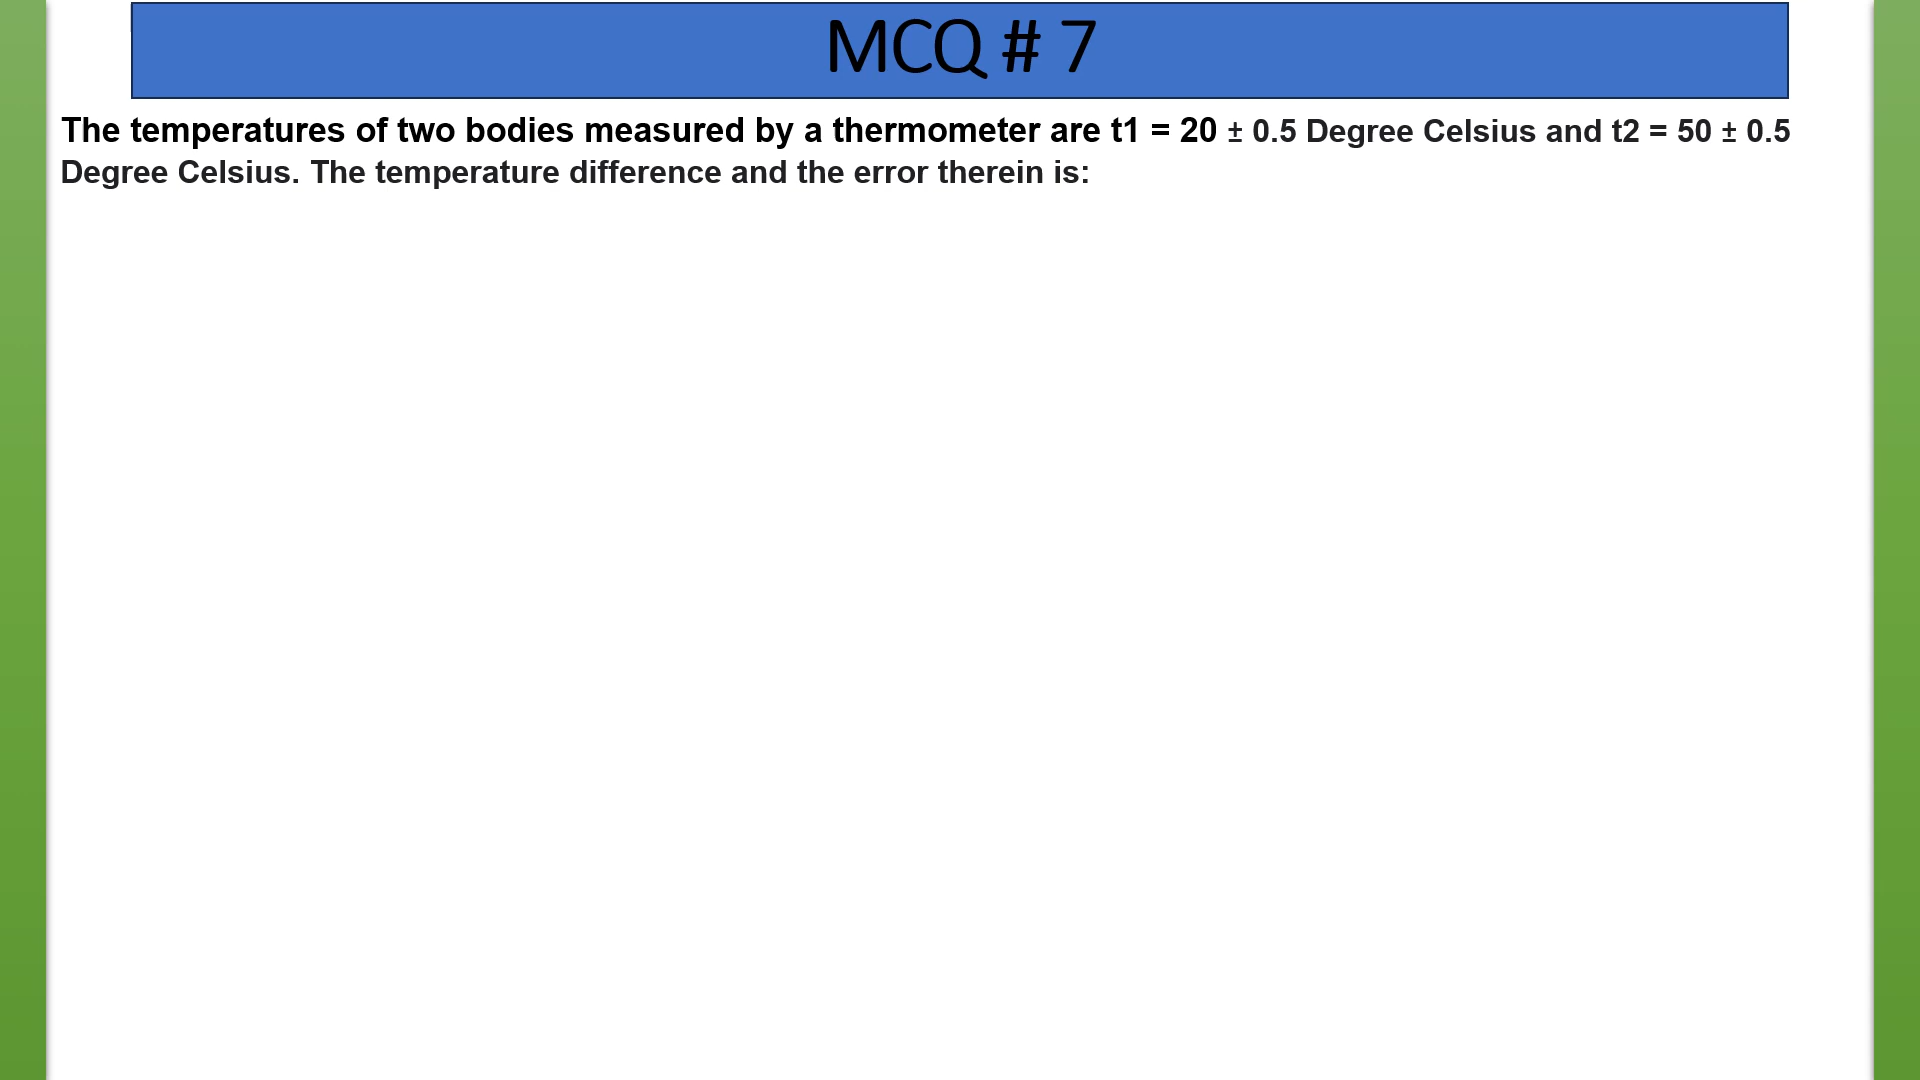 MCQ # 7
The temperatures of two bodies measured by a thermometer are t1 = 20 ± 0.5 Degree Celsius and t2 = 50 ± 0.5
Degree Celsius. The temperature difference and the error therein is: